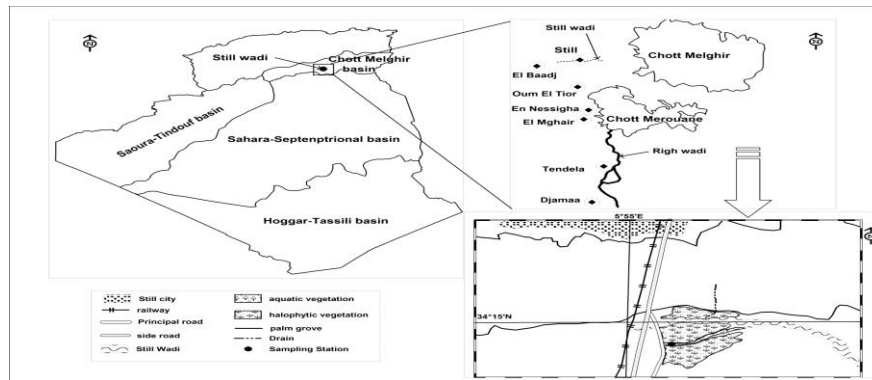 N
Still wadi
Chott Melghir
basin
Saoura-Tindouf basin
Sahara-Septenptrional basin
Hoggar-Tassili basin
Still
wadi
N
Still
Chott Melghir
El Baadj
Oum El Tior
En Nessigha
El Mghair
Chott Merouane
Righ wadi
Tendela
Djamaa
5°55'E
N
34°15'N
Still city
railway
Principal road
side road
Still Wadi
aquatic vegetation
halophytic vegetation
palm grove
Drain
Sampling Station